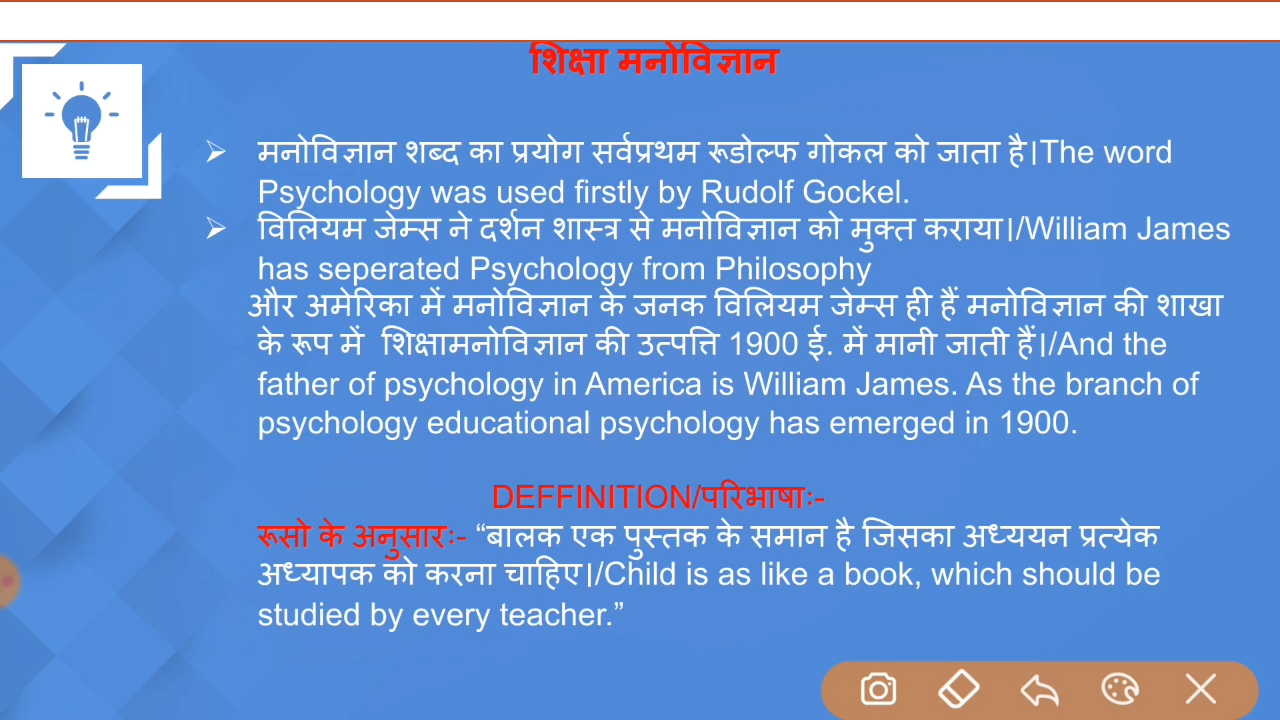 शिक्षा मनोविज्ञान
मनोविज्ञान शब्द का प्रयोग सर्वप्रथम रूडोल्फ गोकल को जाता है।The word
Psychology was used firstly by Rudolf Gockel.
विलियम जेम्स ने दर्शन शास्त्र से मनोविज्ञान को मुक्त कराया।/William James
has seperated Psychology from Philosophy
और अमेरिका में मनोविज्ञान के जनक विलियम जेम्स ही हैं मनोविज्ञान की शाखा
के रूप में शिक्षामनोविज्ञान की उत्पत्ति 1900 ई. में मानी जाती हैं।/And the
father of psychology in America is William James. As the branch of
psychology educational psychology has emerged in 1900.
DEFFINITION/परिभाषाः-
रूसो के अनुसारः- “बालक एक पुस्तक के समान है जिसका अध्ययन प्रत्येक
अध्यापक को करना चाहिए।/Child is as like a book, which should be
studied by every teacher.”